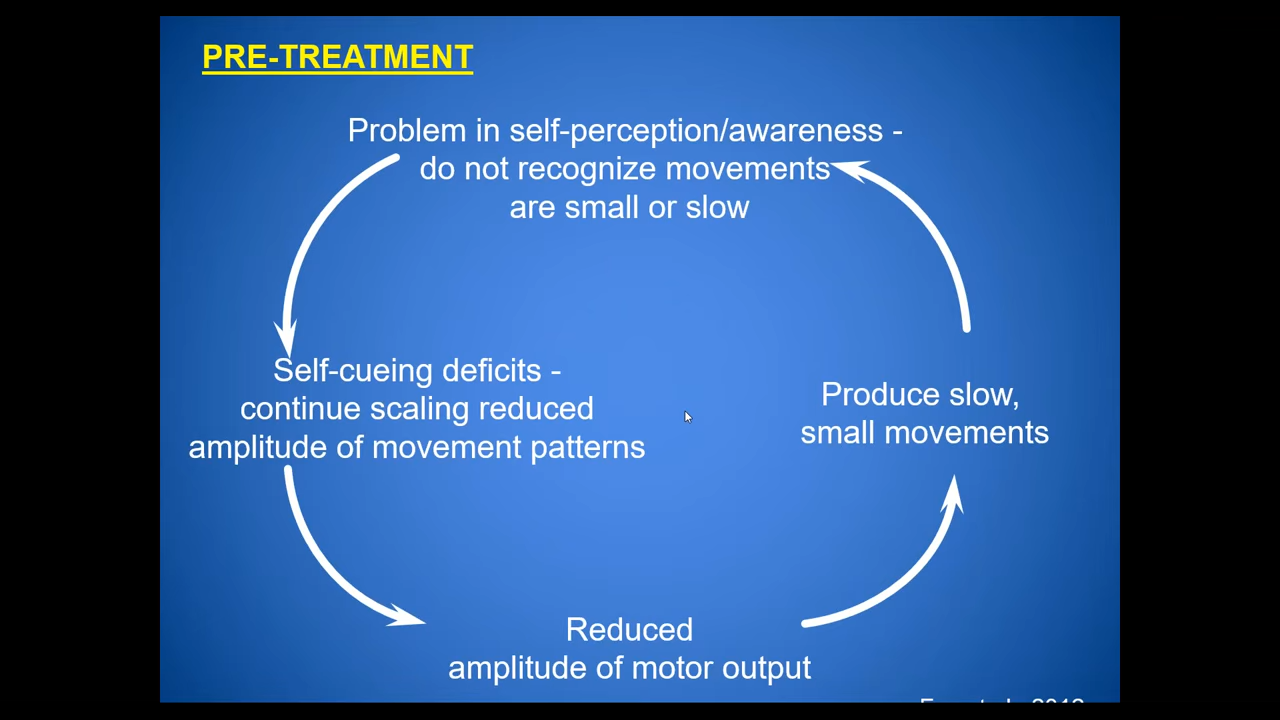 PRE-TREATMENT
Problem in self-perception/awareness -
do not recognize movements
are small or slow
Self-cueing deficits -
continue scaling reduced
amplitude of movement patterns
Produce slow,
small movements
Reduced
amplitude of motor output